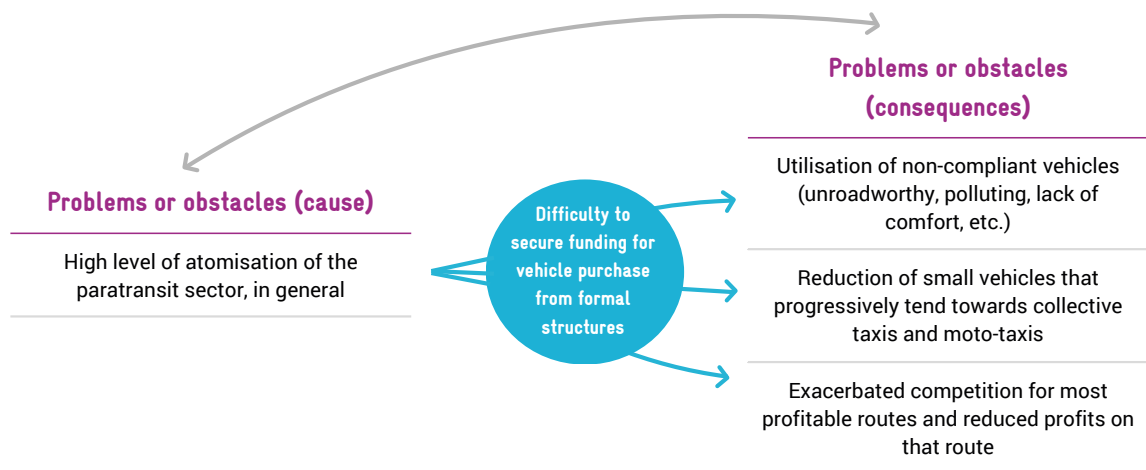 Problems or obstacles (cause)
High level of atomisation of the
paratransit sector, in general
Difficulty to
secure funding for
vehicle purchase
from formal
structures
Problems or obstacles
(consequences)
Utilisation of non-compliant vehicles
(unroadworthy, polluting, lack of
comfort, etc.)
Reduction of small vehicles that
progressively tend towards collective
taxis and moto-taxis
Exacerbated competition for most
profitable routes and reduced profits on
that route